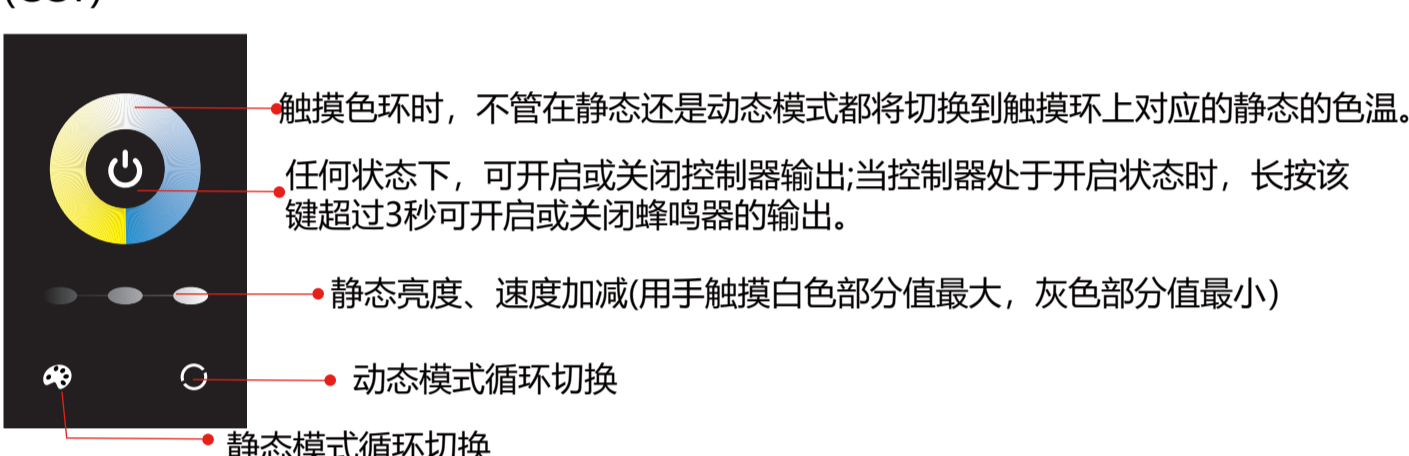 触摸色环时，不管在静态还是动态模式都将切换到触摸环上对应的静态的色温。
任何状态下，可开启或关闭控制器输出;当控制器处于开启状态时，长按该
键超过3秒可开启或关闭蜂鸣器的输出。
静态亮度、速度加减(用手触摸白色部分值最大，灰色部分值最小)
动态模式循环切换
静态模式循环切换